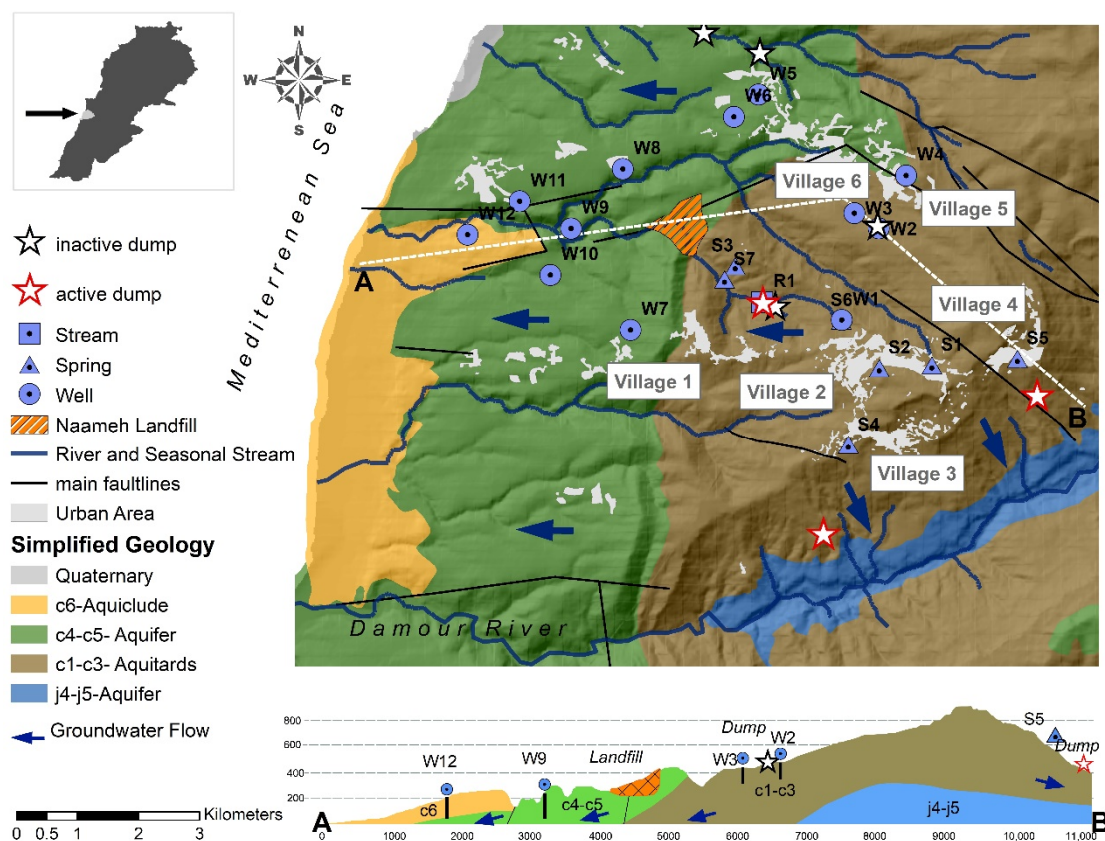 N
W E
S
Mediterrenean Sea
inactive dump
active dump
Stream
Spring
Well
Naameh Landfill
River and Seasonal Stream
main faultlines
Urban Area
Simplified Geology
Quaternary
c6-Aquiclude
c4-c5- Aquifer
c1-c3- Aquitards
j4-j5-Aquifer
Groundwater Flow
Kilometers
0 0.5 1 2 3
W5
W6
W8
W4
Village 6
W11
Village 5
W3
W12
W9
W2
A
S3
W10
S7
R1
Village 4
S6W1
W7
S2
S1
S5
Village 1
Village 2
B
S4
Village 3
Damour River
800
600
400
200
W12
W9
Landfill
Dump
W3
W2
S5
Dump
c6
c4-c5
c1-c3
j4-j5
A
B
0 1000 2000 3000 4000 5000 6000 7000 8000 9000 10,000 11,000